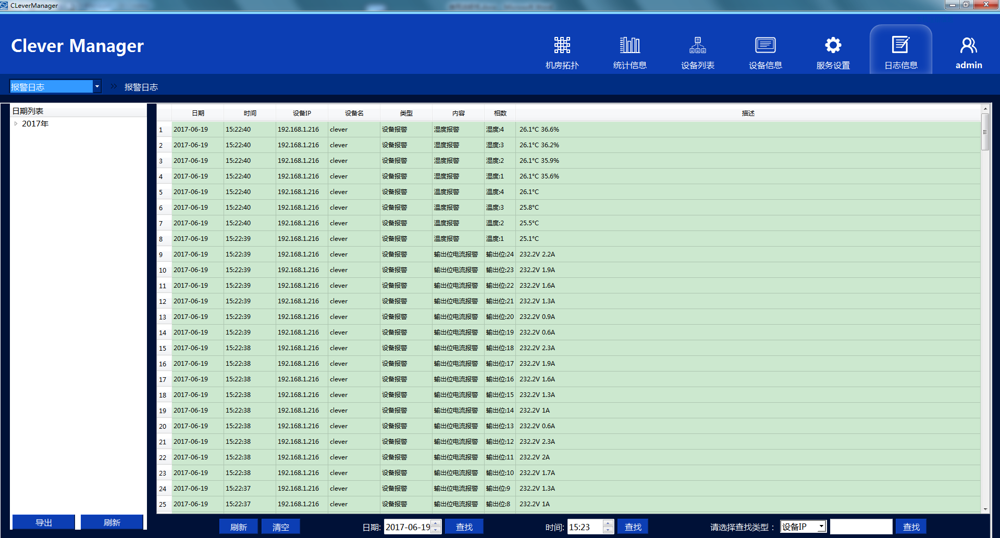 CLeverManager
Clever Manager
机房拓扑 统计信息 设备列表 设备信息 服务设置 日志信息 admin
报警日志 » 报警日志
日期列表
2017年
日期 时间 设备IP 设备名 类型 内容 相数 描述
1 2017-06-19 15:22:40 192.168.1.216 clever 设备报警 湿度报警 湿度:4 26.1°C 36.6%
2 2017-06-19 15:22:40 192.168.1.216 clever 设备报警 湿度报警 湿度:3 26.1°C 36.2%
3 2017-06-19 15:22:40 192.168.1.216 clever 设备报警 湿度报警 湿度:2 26.1°C 35.9%
4 2017-06-19 15:22:40 192.168.1.216 clever 设备报警 湿度报警 湿度:1 26.1°C 35.6%
5 2017-06-19 15:22:40 192.168.1.216 clever 设备报警 温度报警 温度:4 26.1°C
6 2017-06-19 15:22:40 192.168.1.216 clever 设备报警 温度报警 温度:3 25.8°C
7 2017-06-19 15:22:40 192.168.1.216 clever 设备报警 温度报警 温度:2 25.5°C
8 2017-06-19 15:22:39 192.168.1.216 clever 设备报警 温度报警 温度:1 25.1°C
9 2017-06-19 15:22:39 192.168.1.216 clever 设备报警 输出位电流报警 输出位:24 232.2V 2.2A
10 2017-06-19 15:22:39 192.168.1.216 clever 设备报警 输出位电流报警 输出位:23 232.2V 1.9A
11 2017-06-19 15:22:39 192.168.1.216 clever 设备报警 输出位电流报警 输出位:22 232.2V 1.6A
12 2017-06-19 15:22:39 192.168.1.216 clever 设备报警 输出位电流报警 输出位:21 232.2V 1.3A
13 2017-06-19 15:22:39 192.168.1.216 clever 设备报警 输出位电流报警 输出位:20 232.2V 0.9A
14 2017-06-19 15:22:39 192.168.1.216 clever 设备报警 输出位电流报警 输出位:19 232.2V 0.6A
15 2017-06-19 15:22:38 192.168.1.216 clever 设备报警 输出位电流报警 输出位:18 232.2V 2.3A
16 2017-06-19 15:22:38 192.168.1.216 clever 设备报警 输出位电流报警 输出位:17 232.2V 1.9A
17 2017-06-19 15:22:38 192.168.1.216 clever 设备报警 输出位电流报警 输出位:16 232.2V 1.6A
18 2017-06-19 15:22:38 192.168.1.216 clever 设备报警 输出位电流报警 输出位:15 232.2V 1.3A
19 2017-06-19 15:22:38 192.168.1.216 clever 设备报警 输出位电流报警 输出位:14 232.2V 1A
20 2017-06-19 15:22:38 192.168.1.216 clever 设备报警 输出位电流报警 输出位:13 232.2V 0.6A
21 2017-06-19 15:22:38 192.168.1.216 clever 设备报警 输出位电流报警 输出位:12 232.2V 2.3A
22 2017-06-19 15:22:38 192.168.1.216 clever 设备报警 输出位电流报警 输出位:11 232.2V 2A
23 2017-06-19 15:22:38 192.168.1.216 clever 设备报警 输出位电流报警 输出位:10 232.2V 1.7A
24 2017-06-19 15:22:37 192.168.1.216 clever 设备报警 输出位电流报警 输出位:9 232.2V 1.3A
25 2017-06-19 15:22:37 192.168.1.216 clever 设备报警 输出位电流报警 输出位:8 232.2V 1A
导出 刷新
刷新 清空 日期: 2017-06-19 查找 时间: 15:23 查找 请选择查找类型： 设备IP 查找